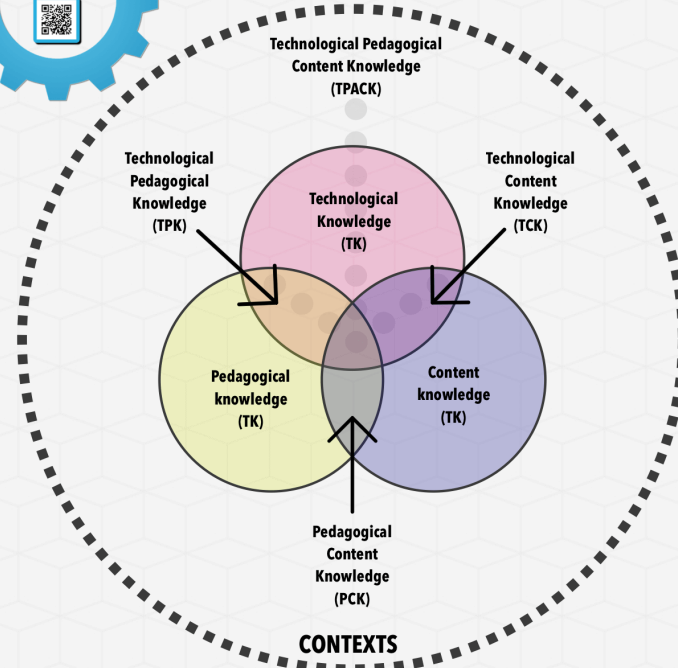 Technological Pedagogical
Content Knowledge
(TPACK)
Technological
Pedagogical
Knowledge
(TPK)
Technological
Content
Knowledge
(TCK)
Technological
Knowledge
(TK)
Pedagogical
knowledge
(TK)
Content
knowledge
(TK)
Pedagogical
Content
Knowledge
(PCK)
CONTEXTS